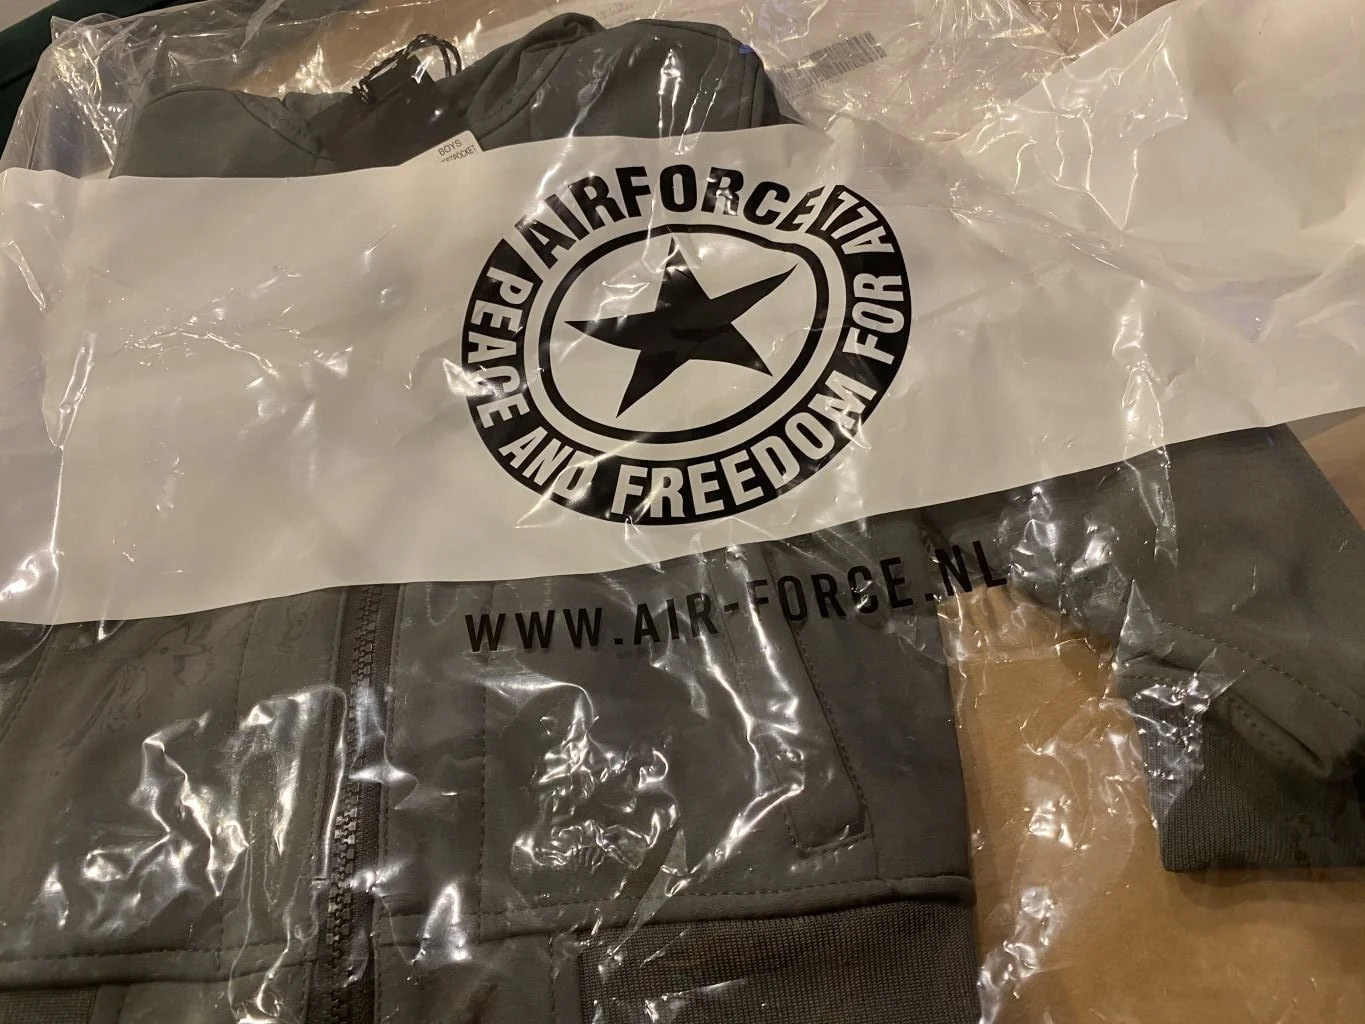 BOYS
AIRFORCE
PEACE AND FREEDOM FOR ALL
WWW.AIR-FORCE.NL